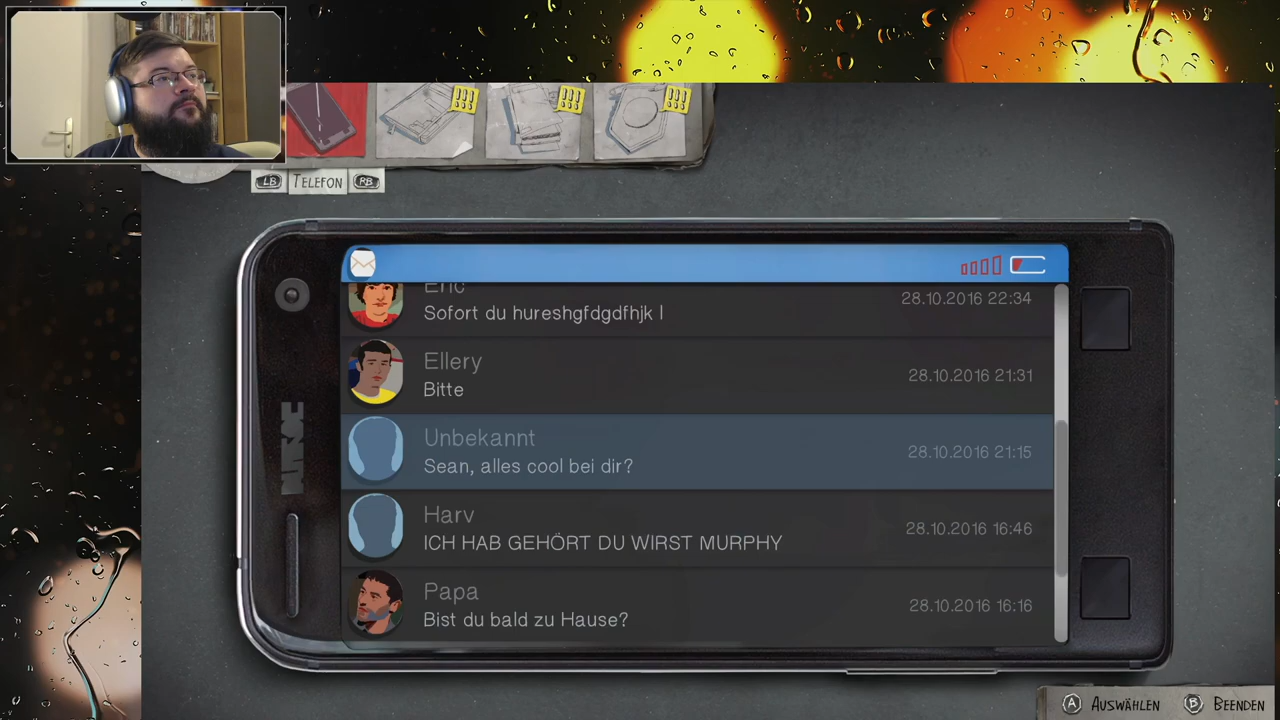 LB TELEFON RB
Eric
Sofort du hureshgfdgdfhjk l
28.10.2016 22:34
Ellery
Bitte
28.10.2016 21:31
Unbekannt
Sean, alles cool bei dir?
28.10.2016 21:15
Harv
ICH HAB GEHÖRT DU WIRST MURPHY
28.10.2016 16:46
Papa
Bist du bald zu Hause?
28.10.2016 16:16
A AUSWÄHLEN B BEENDEN